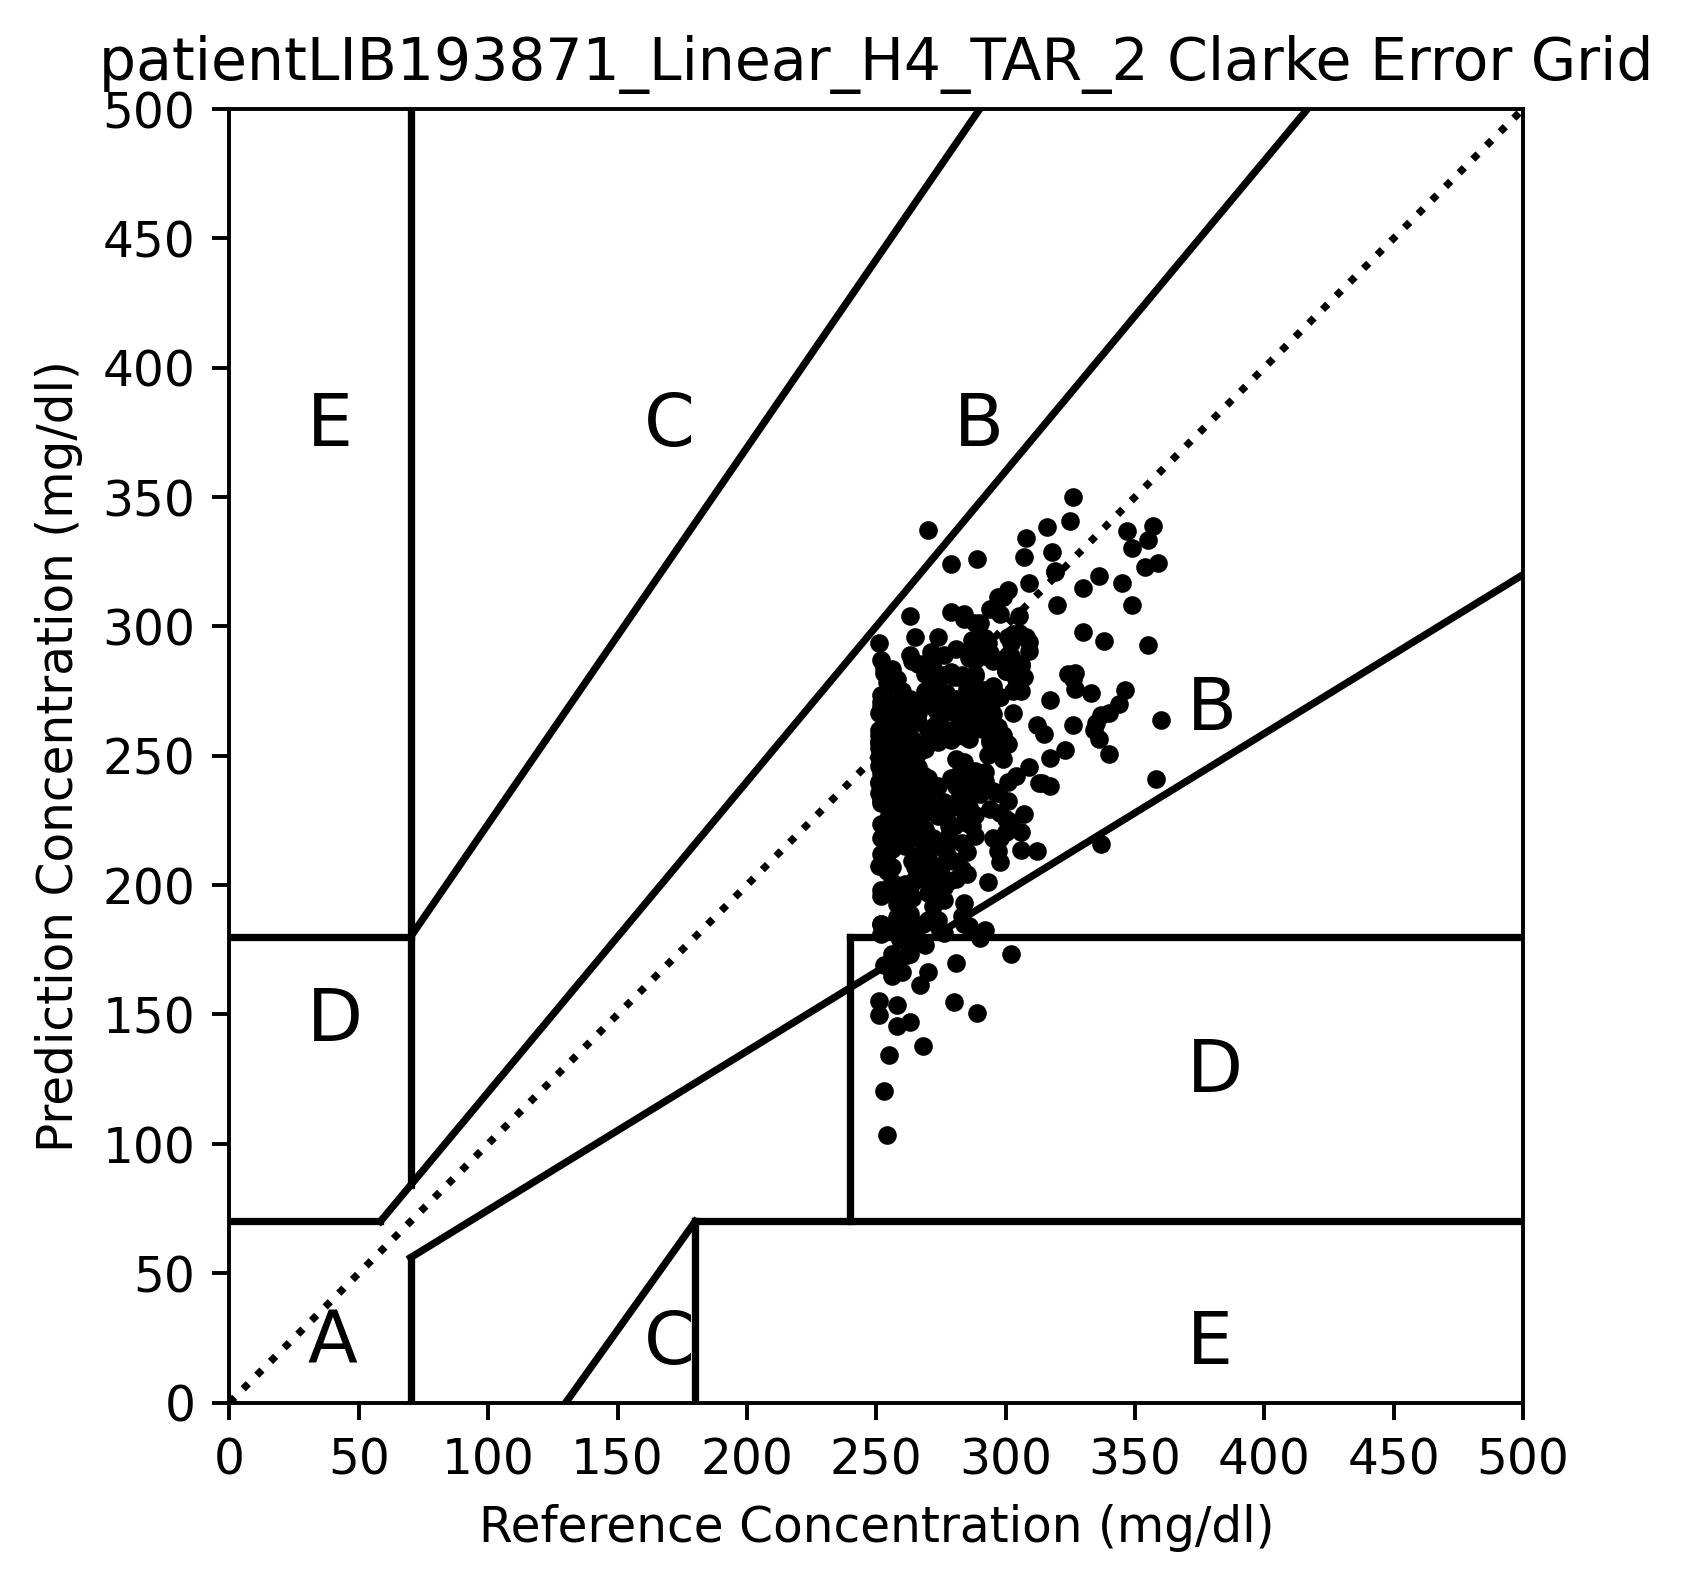 patientLIB193871_Linear_H4_TAR_2 Clarke Error Grid
500
450
400
350
300
250
200
150
100
50
0
Prediction Concentration (mg/dl)
E
C
B
B
D
D
A
C
E
0 50 100 150 200 250 300 350 400 450 500
Reference Concentration (mg/dl)